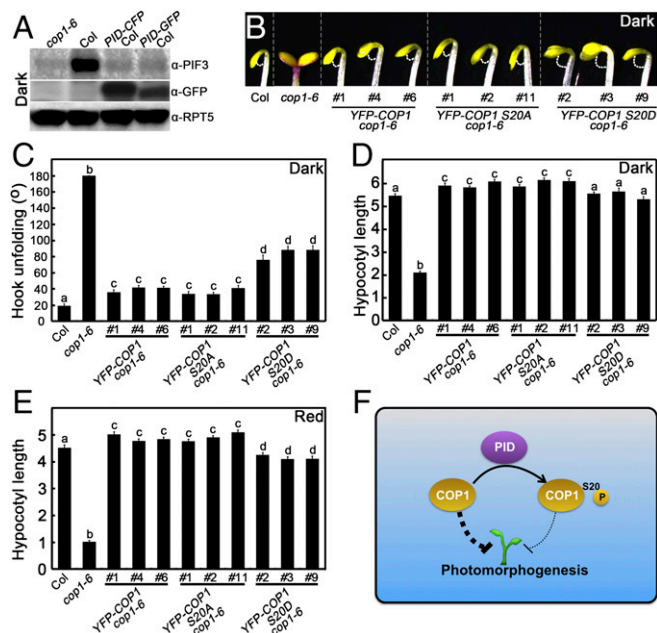 A
cop1-6 Col PID-CFP Col PID-GFP Col
Dark
α-PIF3
α-GFP
α-RPT5
B
Dark
Col cop1-6 #1 #4 #6 #1 #2 #11 #2 #3 #9
YFP-COP1 YFP-COP1 S20A YFP-COP1 S20D
cop1-6 cop1-6 cop1-6
C
Dark
Hook unfolding (°)
180
160
120
100
80
60
40
20
0
a b c c c c c c d d d
Col cop1-6 #1 #4 #6 #1 #2 #11 #2 #3 #9
YFP-COP1 cop1-6
YFP-COP1 S20A cop1-6
YFP-COP1 S20D cop1-6
D
Dark
Hypocotyl length
6
5
4
3
2
1
0
a b c c c c c c a a a
Col cop1-6 #1 #4 #6 #1 #2 #11 #2 #3 #9
YFP-COP1 cop1-6
YFP-COP1 S20A cop1-6
YFP-COP1 S20D cop1-6
E
Red
Hypocotyl length
6
5
4
3
2
1
0
a b c c c c c c d d d
Col cop1-6 #1 #4 #6 #1 #2 #11 #2 #3 #9
YFP-COP1 cop1-6
YFP-COP1 S20A cop1-6
YFP-COP1 S20D cop1-6
F
PID
COP1 COP1 S20 P
Photomorphogenesis